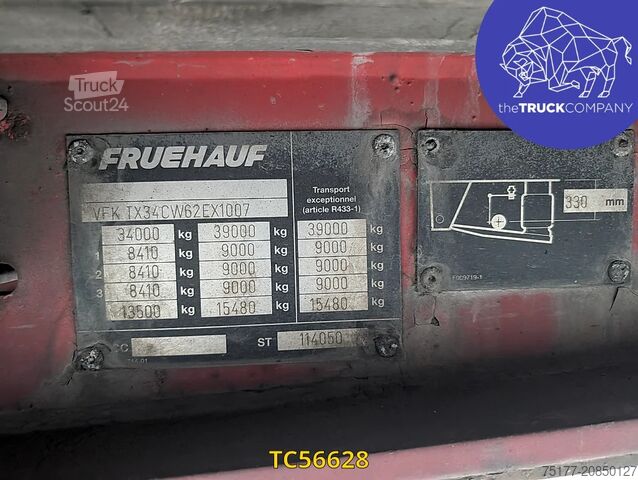 Truck
Scout24
theTRUCKCOMPANY
FRUEHAUF
Transport
exceptionnel
(article R433-1)
VFK TX34CW62EX1007
34000 kg 39000 kg 39000 kg
1 8410 kg 9000 kg 9000 kg
2 8410 kg 9000 kg 9000 kg
3 8410 kg 9000 kg 9000 kg
13500 kg 15480 kg 15480 kg
ST 114050
330 mm
TC56628
75177-20850127